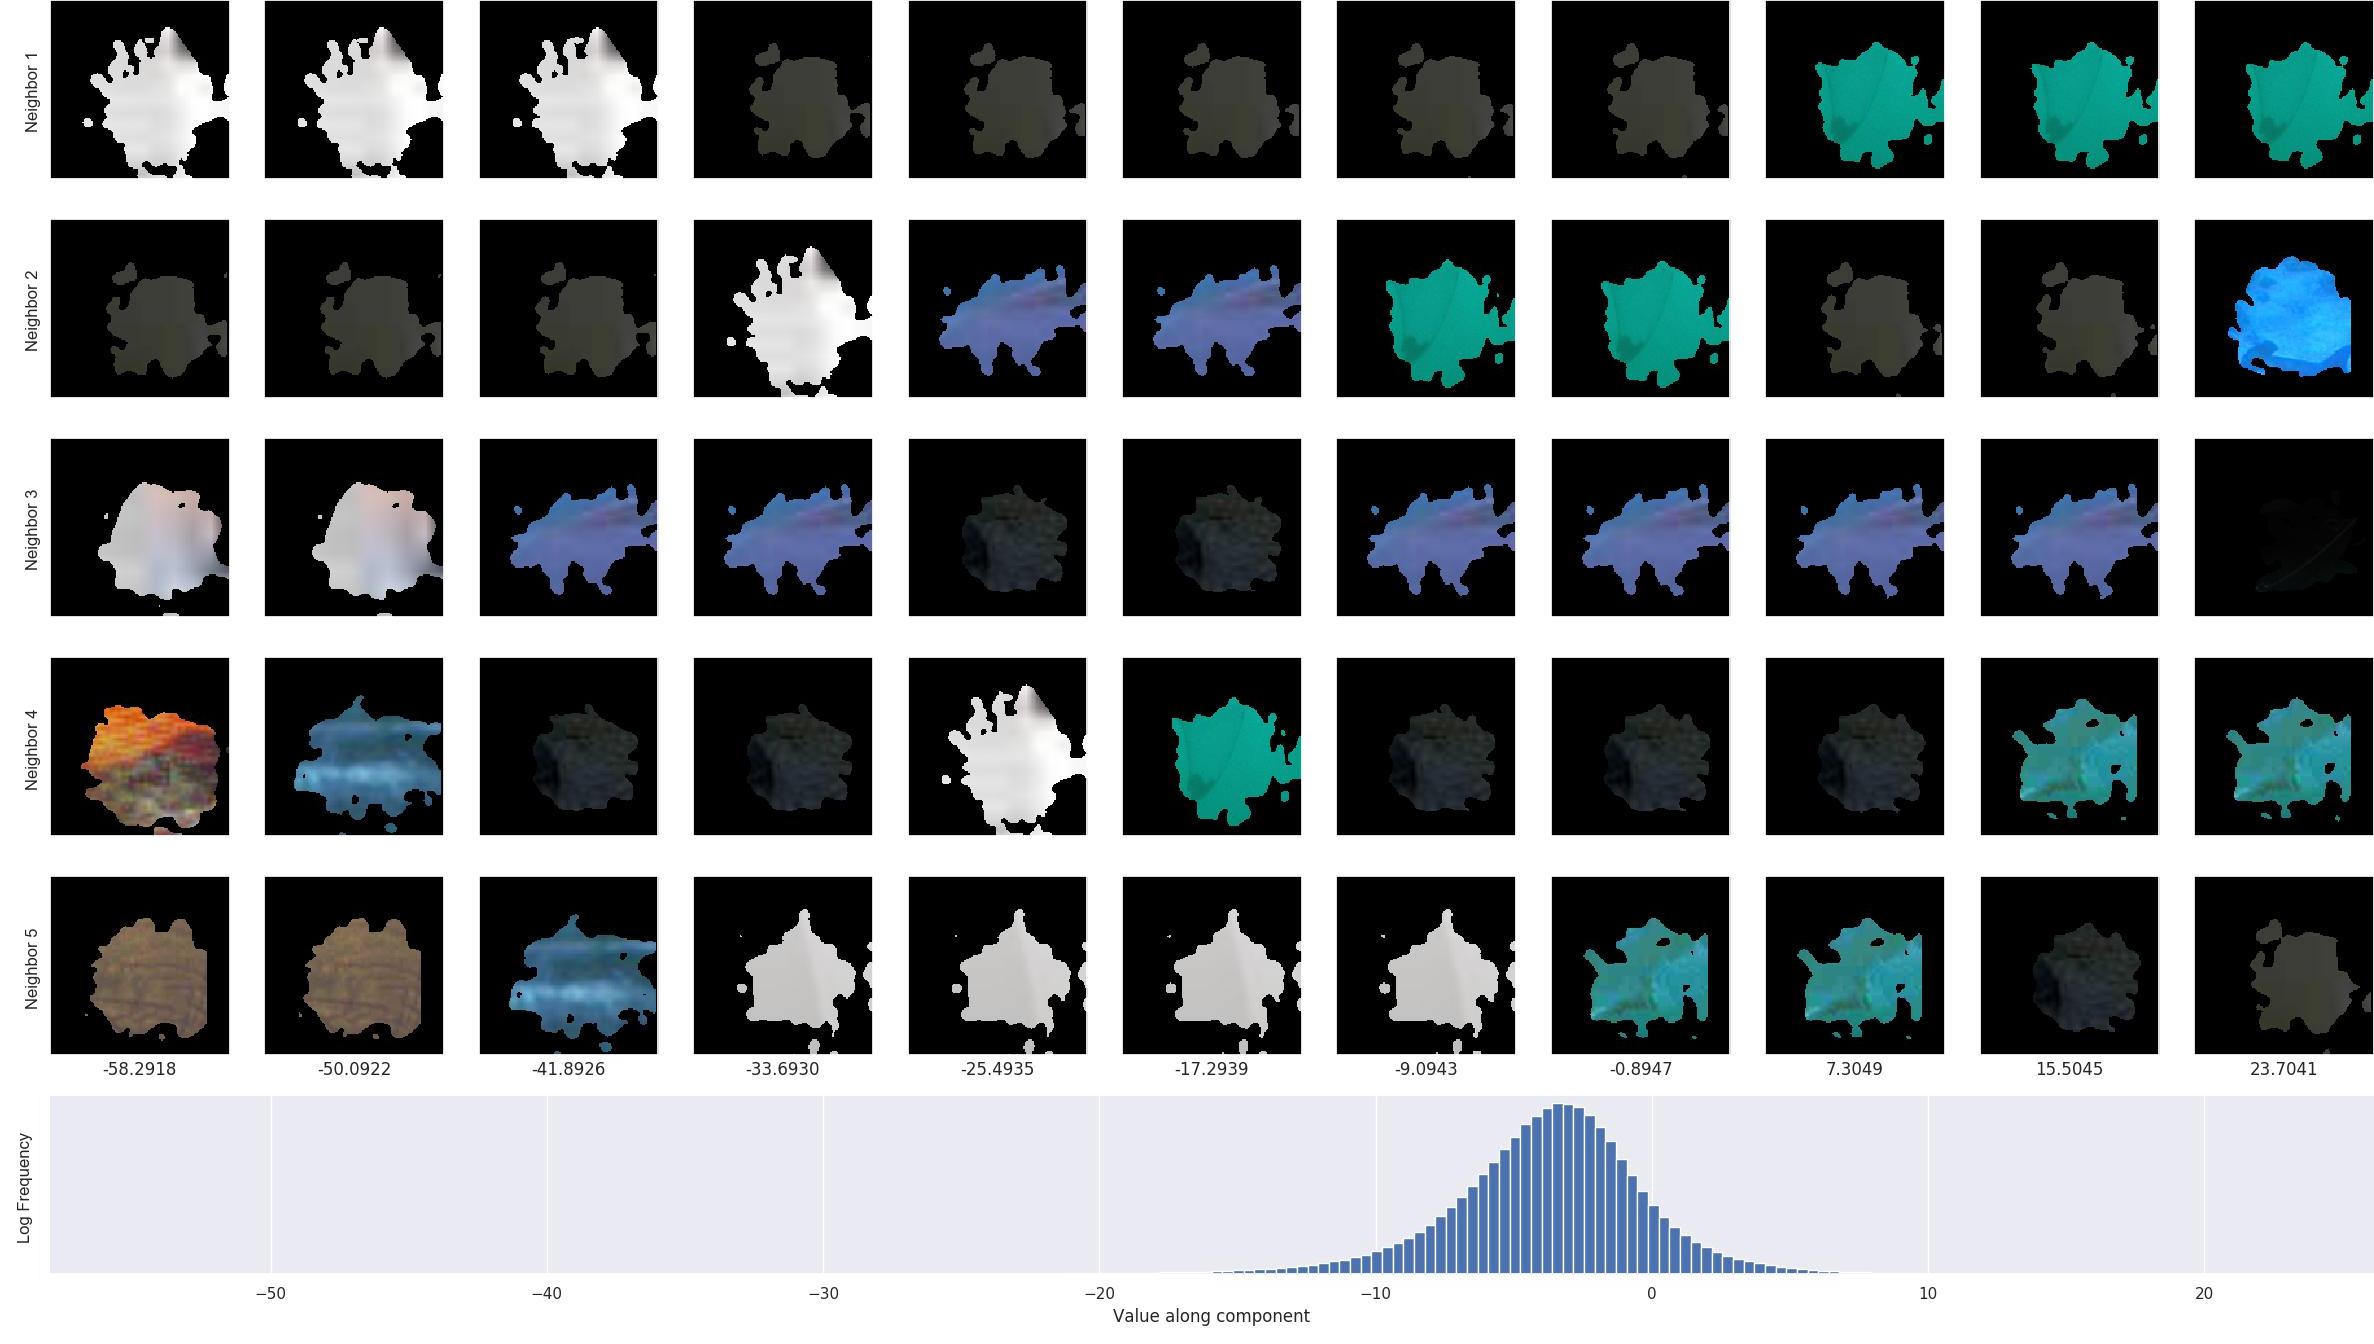 Neighbor 1
Neighbor 2
Neighbor 3
Neighbor 4
Neighbor 5
-58.2918 -50.0922 -41.8926 -33.6930 -25.4935 -17.2939 -9.0943 -0.8947 7.3049 15.5045 23.7041
Log Frequency
−50 −40 −30 −20 −10 0 10 20
Value along component